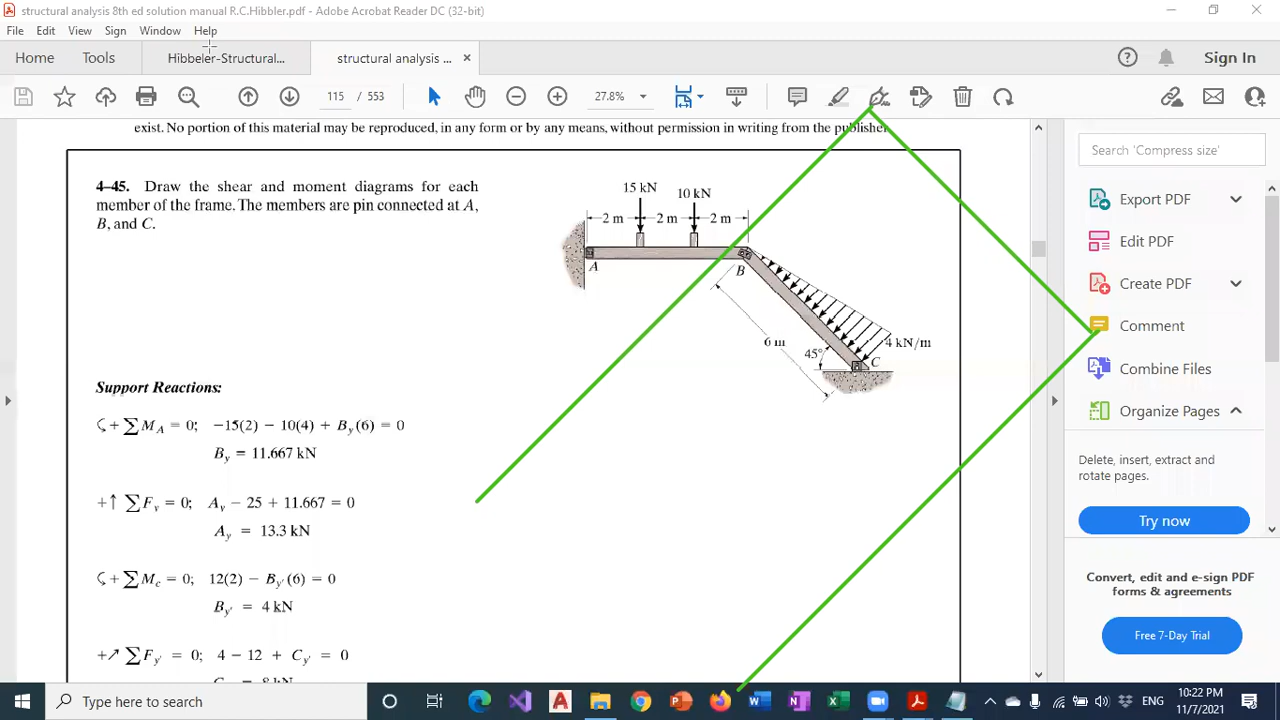 structural analysis 8th ed solution manual R.C.Hibbler.pdf - Adobe Acrobat Reader DC (32-bit)
File Edit View Sign Window Help
Home Tools Hibbeler-Structural... structural analysis ... × Sign In
115 / 553 27.8%
exist. No portion of this material may be reproduced, in any form or by any means, without permission in writing from the publisher.
4–45. Draw the shear and moment diagrams for each
member of the frame. The members are pin connected at A,
B, and C.
15 kN
10 kN
2 m 2 m 2 m
A
B
6 m
45°
4 kN/m
C
Support Reactions:
ζ+ ∑M_A = 0; −15(2) − 10(4) + B_y(6) = 0
B_y = 11.667 kN
+↑ ∑F_y = 0; A_y − 25 + 11.667 = 0
A_y = 13.3 kN
ζ+ ∑M_c = 0; 12(2) − B_y′(6) = 0
B_y′ = 4 kN
+↗ ∑F_y′ = 0; 4 − 12 + C_y′ = 0
Search 'Compress size'
Export PDF
Edit PDF
Create PDF
Comment
Combine Files
Organize Pages
Delete, insert, extract and
rotate pages.
Try now
Convert, edit and e-sign PDF
forms & agreements
Free 7-Day Trial
Type here to search
ENG
10:22 PM
11/7/2021